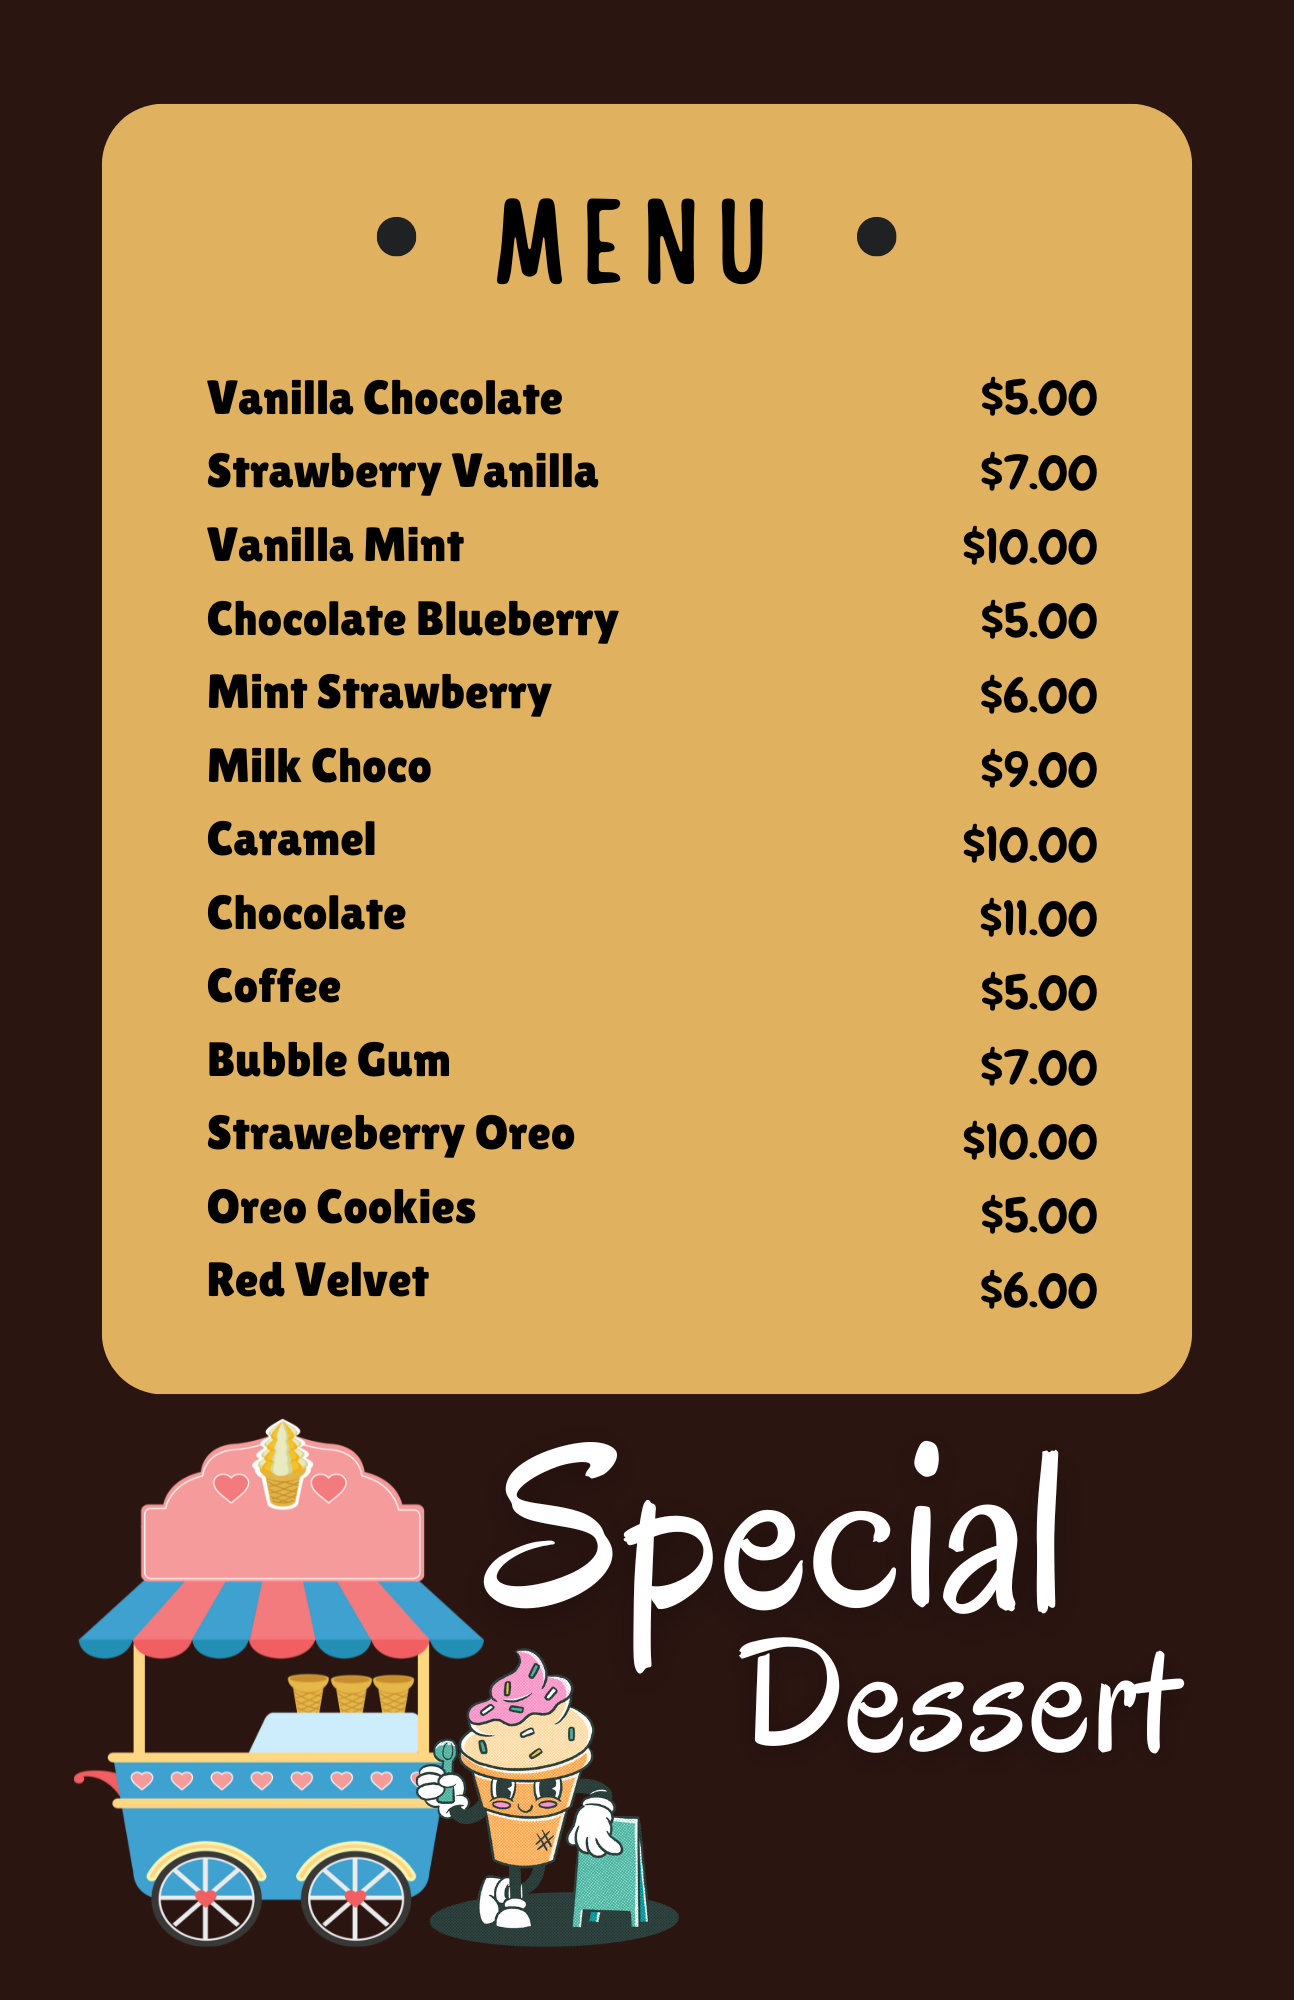 MENU
Vanilla Chocolate $5.00
Strawberry Vanilla $7.00
Vanilla Mint $10.00
Chocolate Blueberry $5.00
Mint Strawberry $6.00
Milk Choco $9.00
Caramel $10.00
Chocolate $11.00
Coffee $5.00
Bubble Gum $7.00
Straweberry Oreo $10.00
Oreo Cookies $5.00
Red Velvet $6.00
Special
Dessert